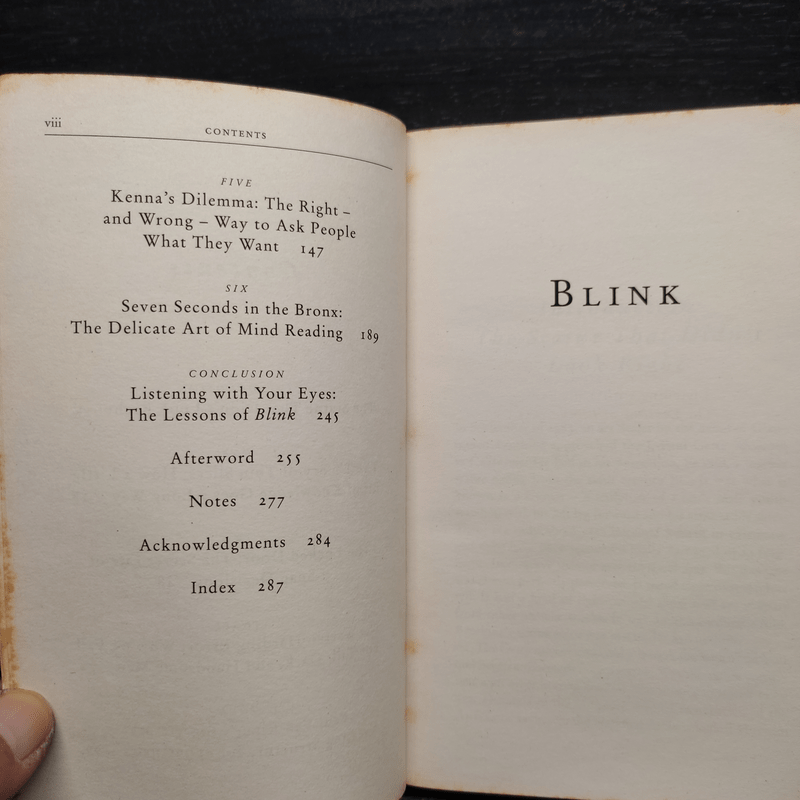 viii
CONTENTS
FIVE
Kenna's Dilemma: The Right –
and Wrong – Way to Ask People
What They Want 147
SIX
Seven Seconds in the Bronx:
The Delicate Art of Mind Reading 189
CONCLUSION
Listening with Your Eyes:
The Lessons of Blink 245
Afterword 255
Notes 277
Acknowledgments 284
Index 287
BLINK